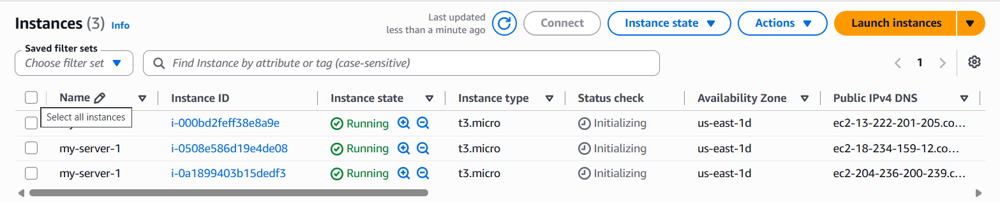 Instances (3) Info
Last updated
less than a minute ago
Connect
Instance state
Actions
Launch instances
Saved filter sets
Choose filter set
Find Instance by attribute or tag (case-sensitive)
1
Name Instance ID Instance state Instance type Status check Availability Zone Public IPv4 DNS
Select all instances
i-000bd2feff38e8a9e Running t3.micro Initializing us-east-1d ec2-13-222-201-205.co...
my-server-1 i-0508e586d19e4de08 Running t3.micro Initializing us-east-1d ec2-18-234-159-12.co...
my-server-1 i-0a1899403b15dedf3 Running t3.micro Initializing us-east-1d ec2-204-236-200-239.c...